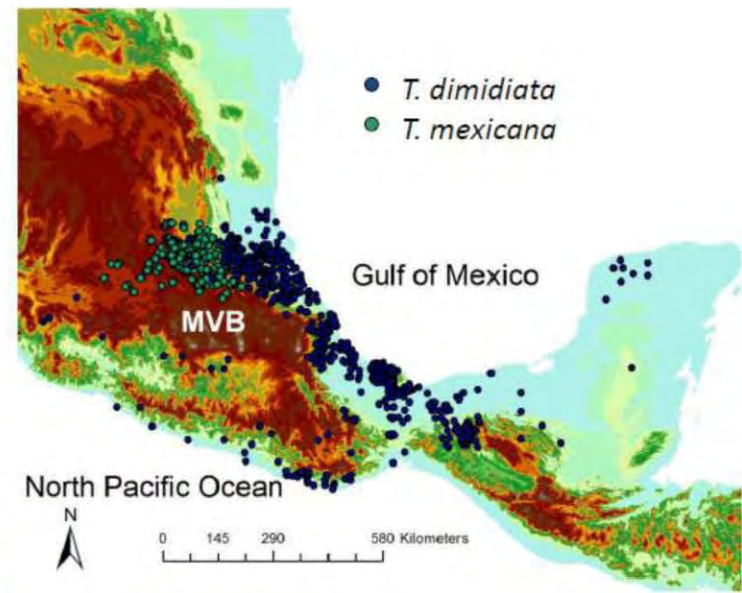 T. dimidiata
T. mexicana
Gulf of Mexico
MVB
North Pacific Ocean
N
0 145 290 580 Kilometers